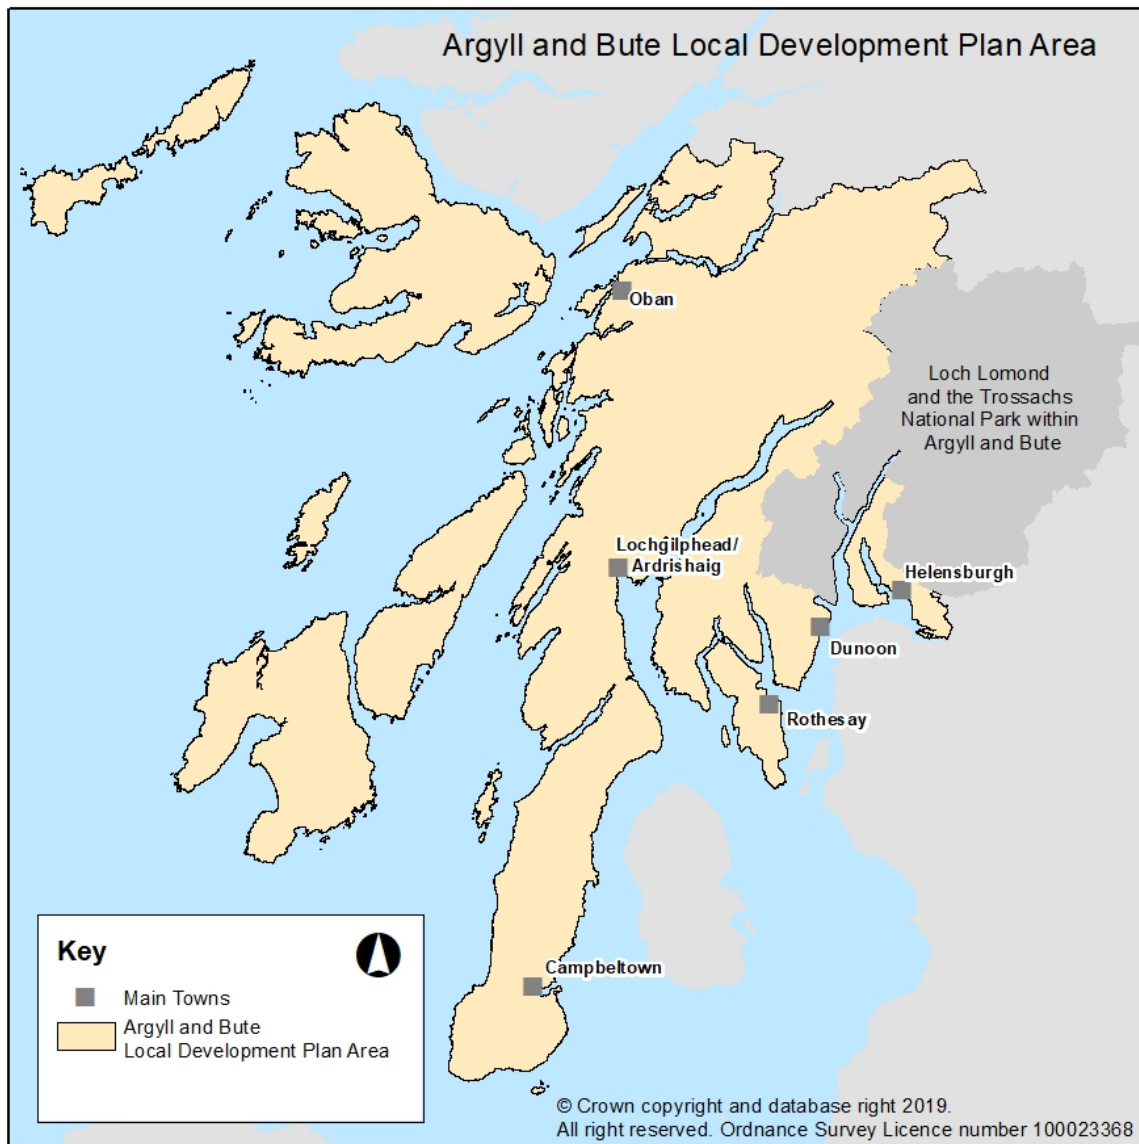 Argyll and Bute Local Development Plan Area
Oban
Loch Lomond
and the Trossachs
National Park within
Argyll and Bute
Lochgilphead/
Ardrishaig
Helensburgh
Dunoon
Rothesay
Campbeltown
Key
Main Towns
Argyll and Bute
Local Development Plan Area
© Crown copyright and database right 2019.
All right reserved. Ordnance Survey Licence number 100023368